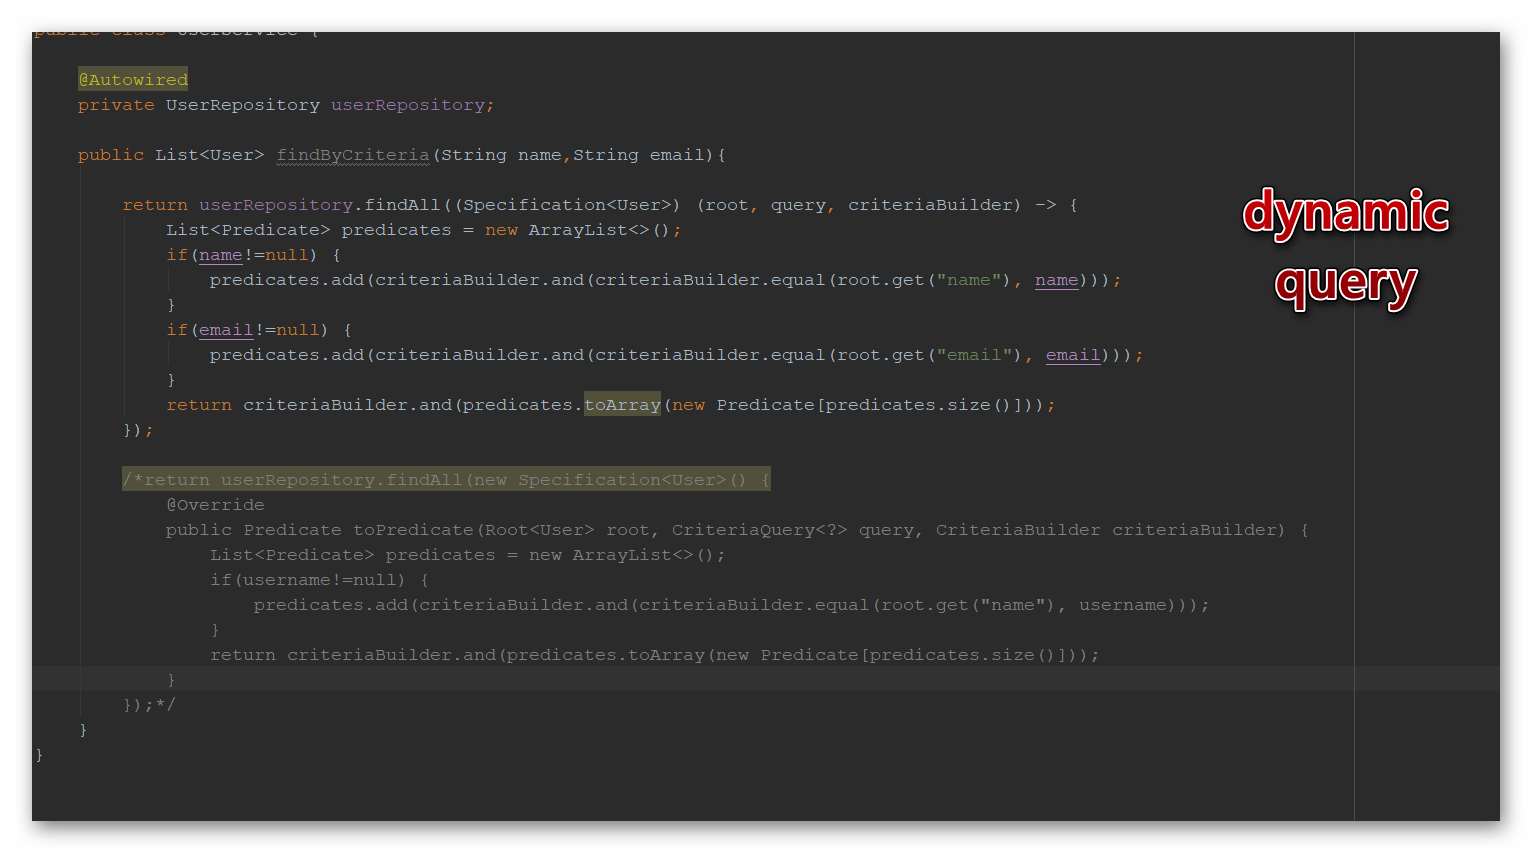 public class UserService {
@Autowired
private UserRepository userRepository;
public List<User> findByCriteria(String name,String email){
return userRepository.findAll((Specification<User>) (root, query, criteriaBuilder) -> {
List<Predicate> predicates = new ArrayList<>();
if(name!=null) {
predicates.add(criteriaBuilder.and(criteriaBuilder.equal(root.get("name"), name)));
}
if(email!=null) {
predicates.add(criteriaBuilder.and(criteriaBuilder.equal(root.get("email"), email)));
}
return criteriaBuilder.and(predicates.toArray(new Predicate[predicates.size()]));
});
/*return userRepository.findAll(new Specification<User>() {
@Override
public Predicate toPredicate(Root<User> root, CriteriaQuery<?> query, CriteriaBuilder criteriaBuilder) {
List<Predicate> predicates = new ArrayList<>();
if(username!=null) {
predicates.add(criteriaBuilder.and(criteriaBuilder.equal(root.get("name"), username)));
}
return criteriaBuilder.and(predicates.toArray(new Predicate[predicates.size()]));
}
});*/
}
}
dynamic
query